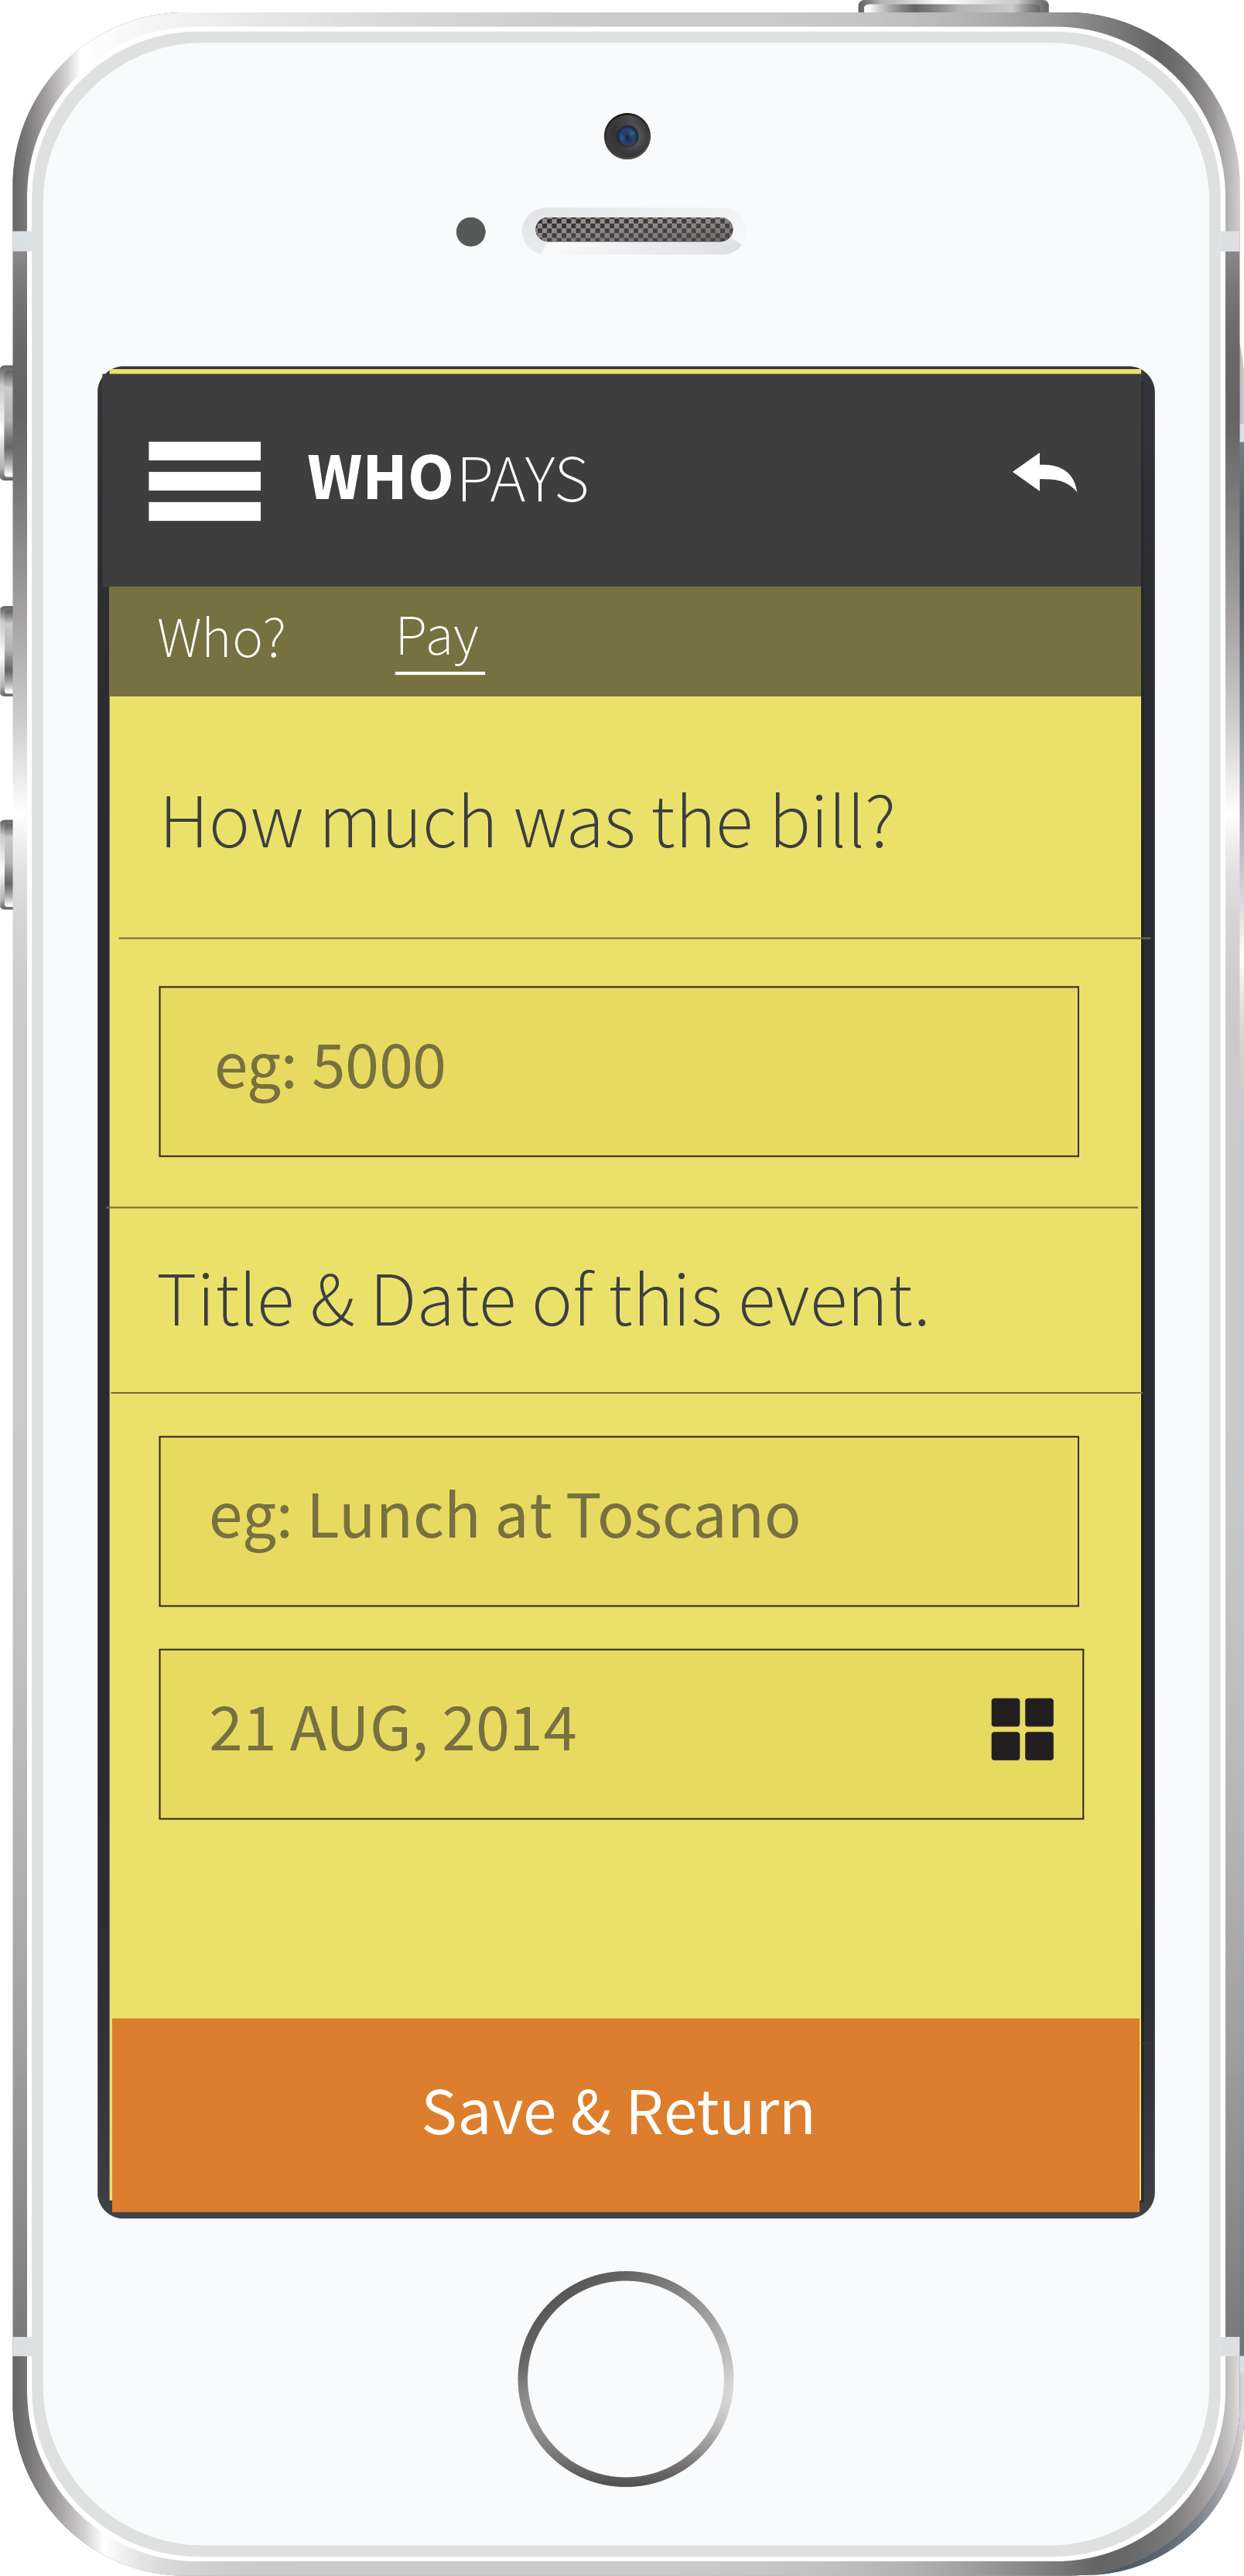 WHOPAYS
Who? Pay
How much was the bill?
eg: 5000
Title & Date of this event.
eg: Lunch at Toscano
21 AUG, 2014
Save & Return